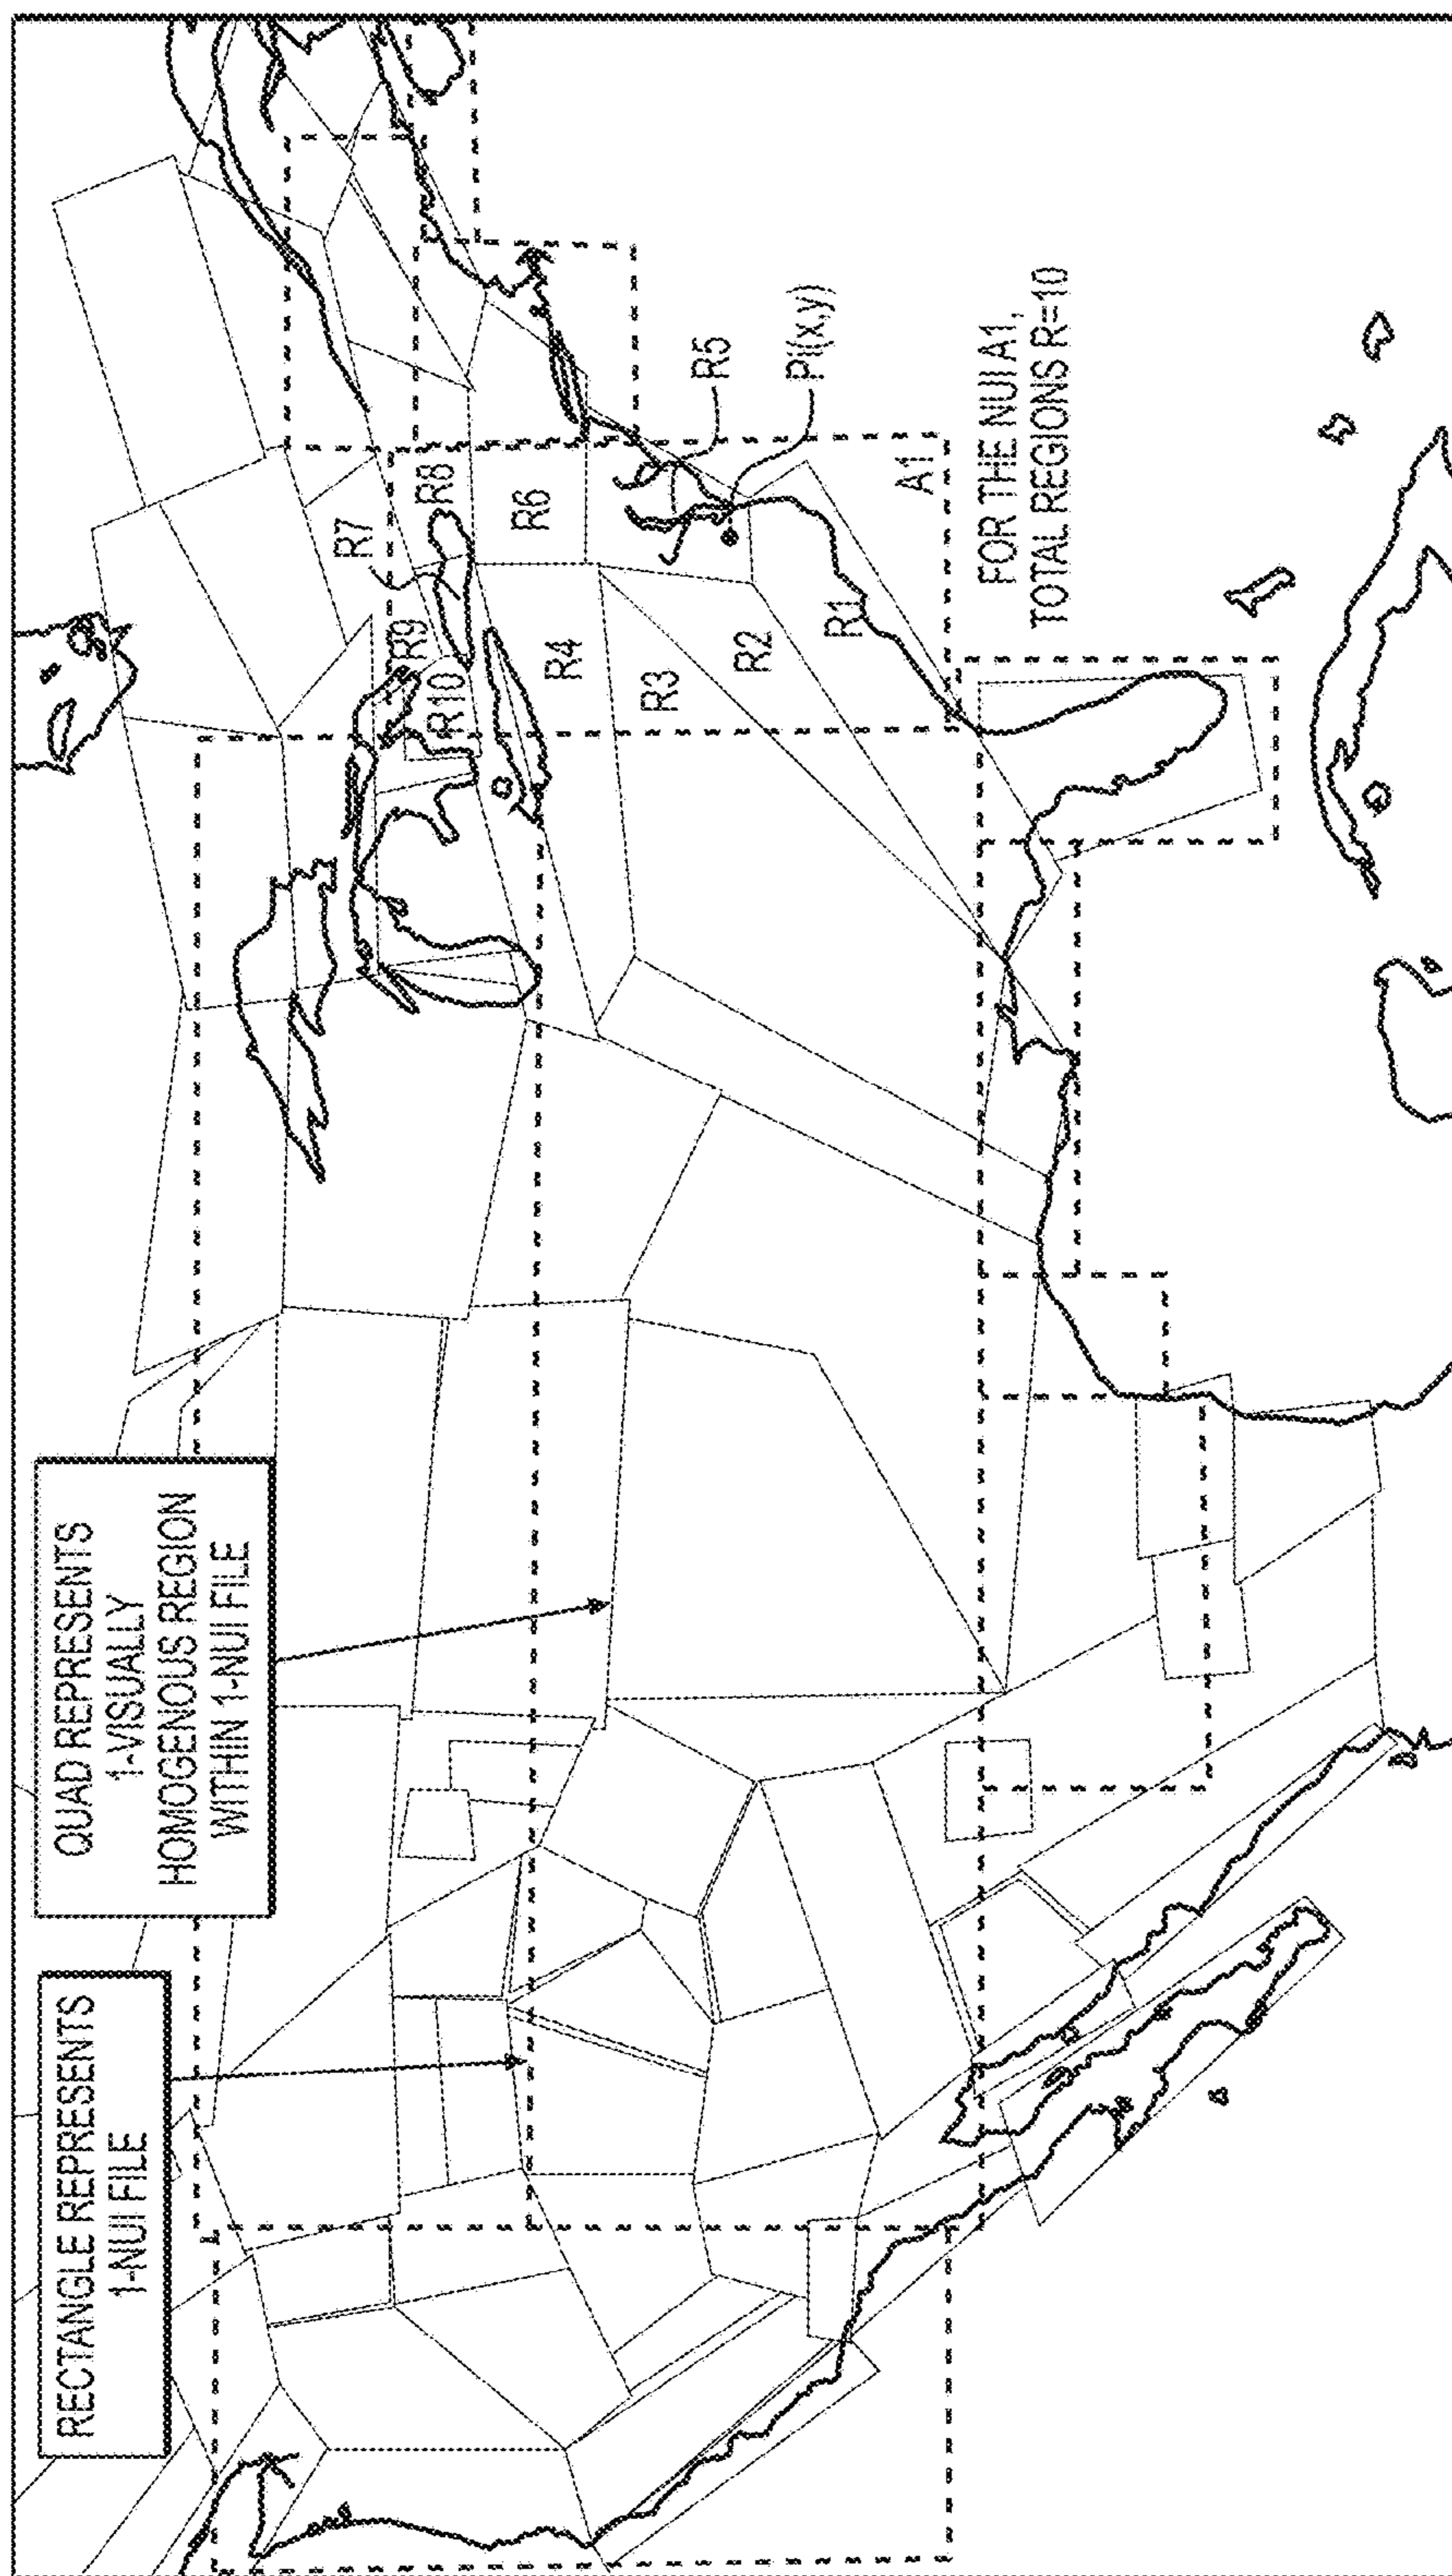 RECTANGLE REPRESENTS
1-NUI FILE
QUAD REPRESENTS
1-VISUALLY
HOMOGENOUS REGION
WITHIN 1-NUI FILE
R7
R8
R9
R10
R6
R4
R5
R3
PI(x,y)
R2
R1
A1
FOR THE NUI A1,
TOTAL REGIONS R=10